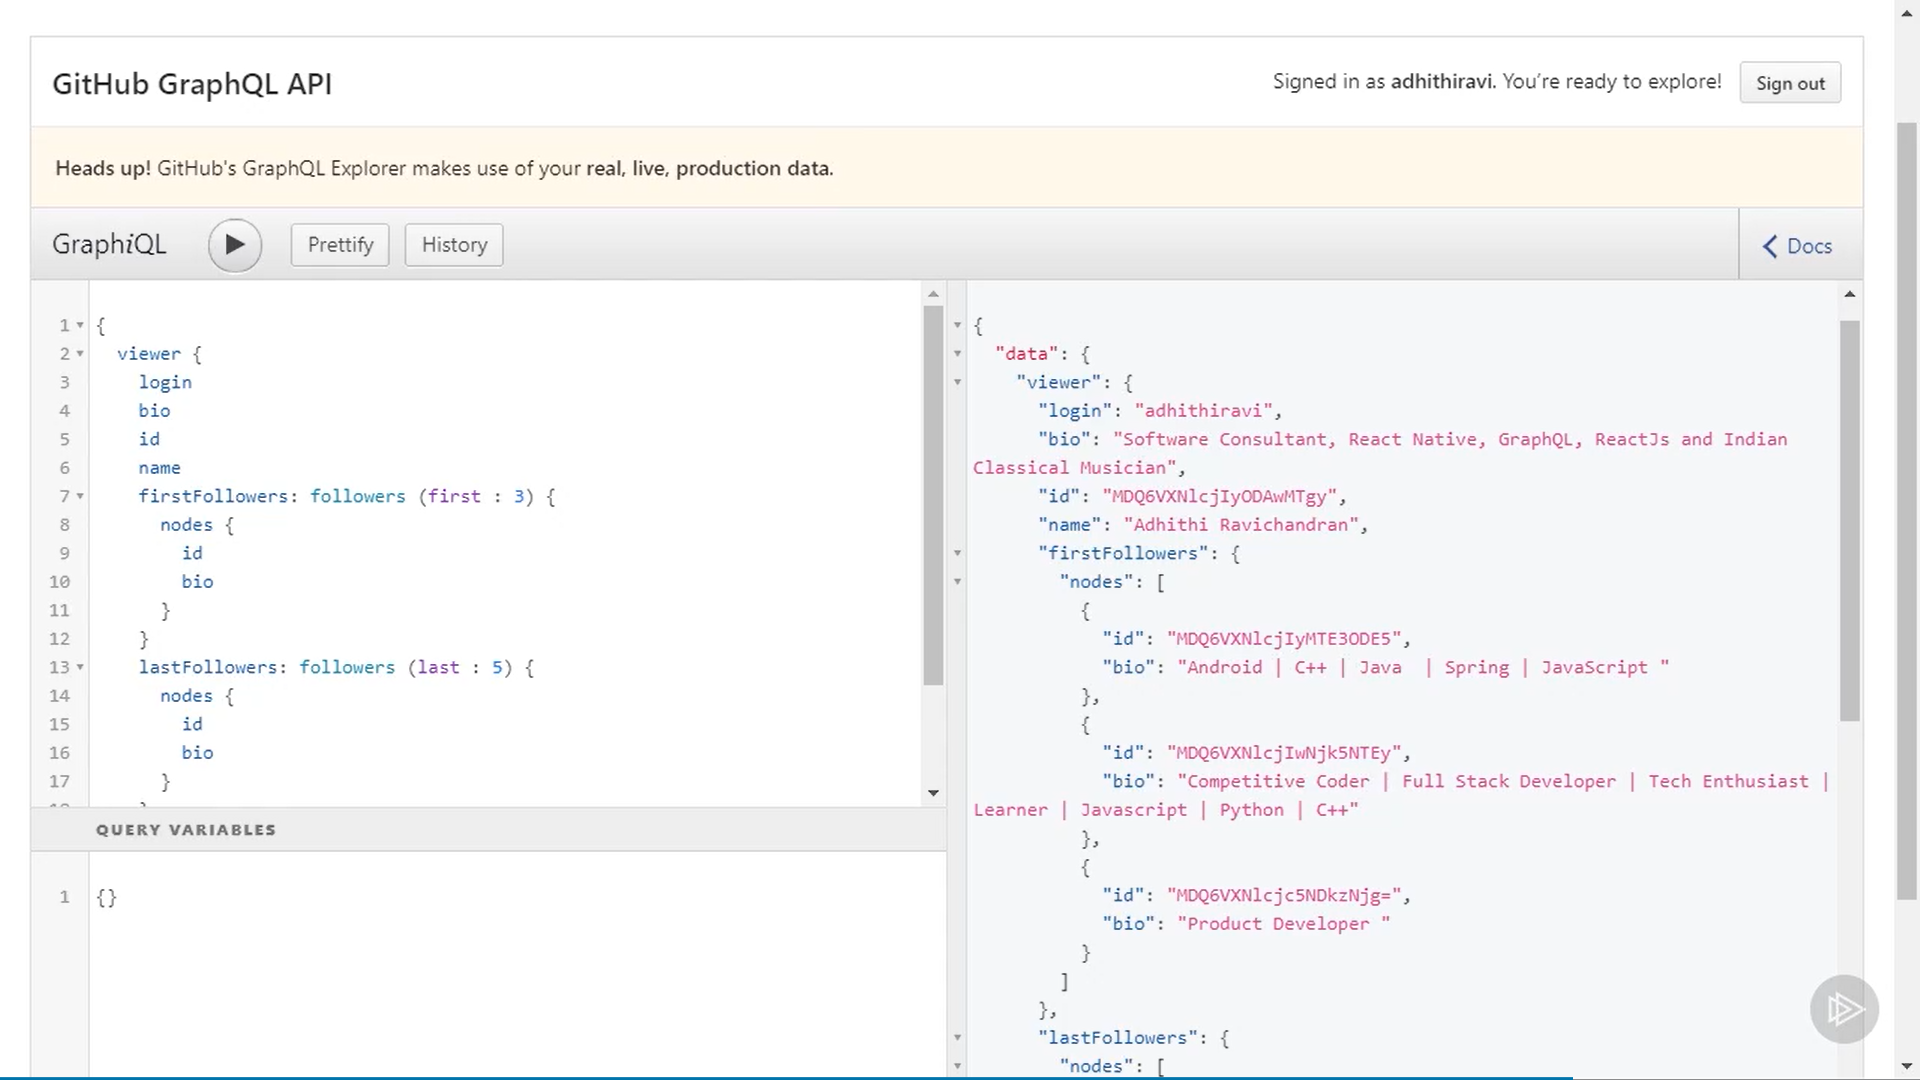 GitHub GraphQL API
Signed in as adhithiravi. You're ready to explore!
Sign out
Heads up! GitHub's GraphQL Explorer makes use of your real, live, production data.
GraphiQL
Prettify
History
Docs
1 {
2 viewer {
3 login
4 bio
5 id
6 name
7 firstFollowers: followers (first : 3) {
8 nodes {
9 id
10 bio
11 }
12 }
13 lastFollowers: followers (last : 5) {
14 nodes {
15 id
16 bio
17 }
QUERY VARIABLES
1 {}
{
"data": {
"viewer": {
"login": "adhithiravi",
"bio": "Software Consultant, React Native, GraphQL, ReactJs and Indian
Classical Musician",
"id": "MDQ6VXNlcjIyODAwMTgy",
"name": "Adhithi Ravichandran",
"firstFollowers": {
"nodes": [
{
"id": "MDQ6VXNlcjIyMTE3ODE5",
"bio": "Android | C++ | Java  | Spring | JavaScript "
},
{
"id": "MDQ6VXNlcjIwNjk5NTEy",
"bio": "Competitive Coder | Full Stack Developer | Tech Enthusiast |
Learner | Javascript | Python | C++"
},
{
"id": "MDQ6VXNlcjc5NDkzNjg=",
"bio": "Product Developer "
}
]
},
"lastFollowers": {
"nodes": [